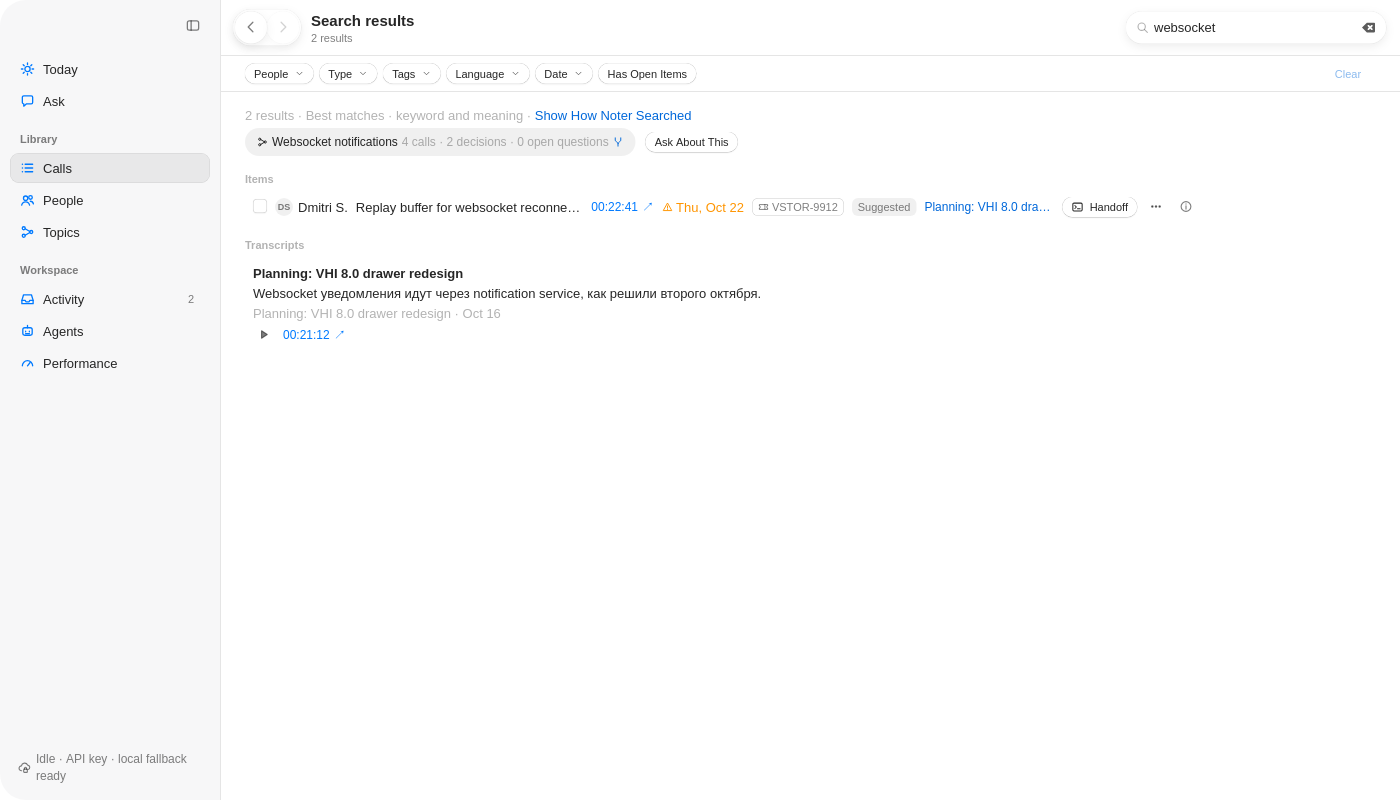 Search results
2 results
websocket
Today
Ask
Library
Calls
People
Topics
Workspace
Activity 2
Agents
Performance
Idle · API key · local fallback
ready
People Type Tags Language Date Has Open Items Clear
2 results · Best matches · keyword and meaning · Show How Noter Searched
Websocket notifications 4 calls · 2 decisions · 0 open questions Ask About This
Items
DS Dmitri S. Replay buffer for websocket reconne… 00:22:41 ↗ Thu, Oct 22 VSTOR-9912 Suggested Planning: VHI 8.0 dra… Handoff
Transcripts
Planning: VHI 8.0 drawer redesign
Websocket уведомления идут через notification service, как решили второго октября.
Planning: VHI 8.0 drawer redesign · Oct 16
00:21:12 ↗